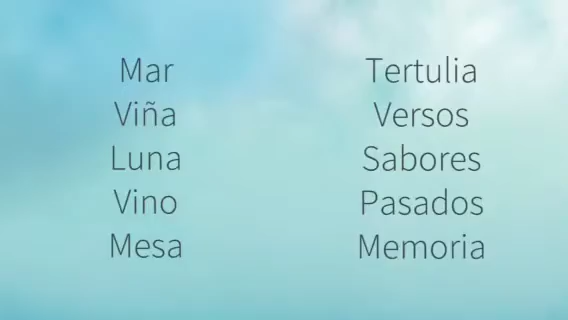 Mar
Viña
Luna
Vino
Mesa
Tertulia
Versos
Sabores
Pasados
Memoria